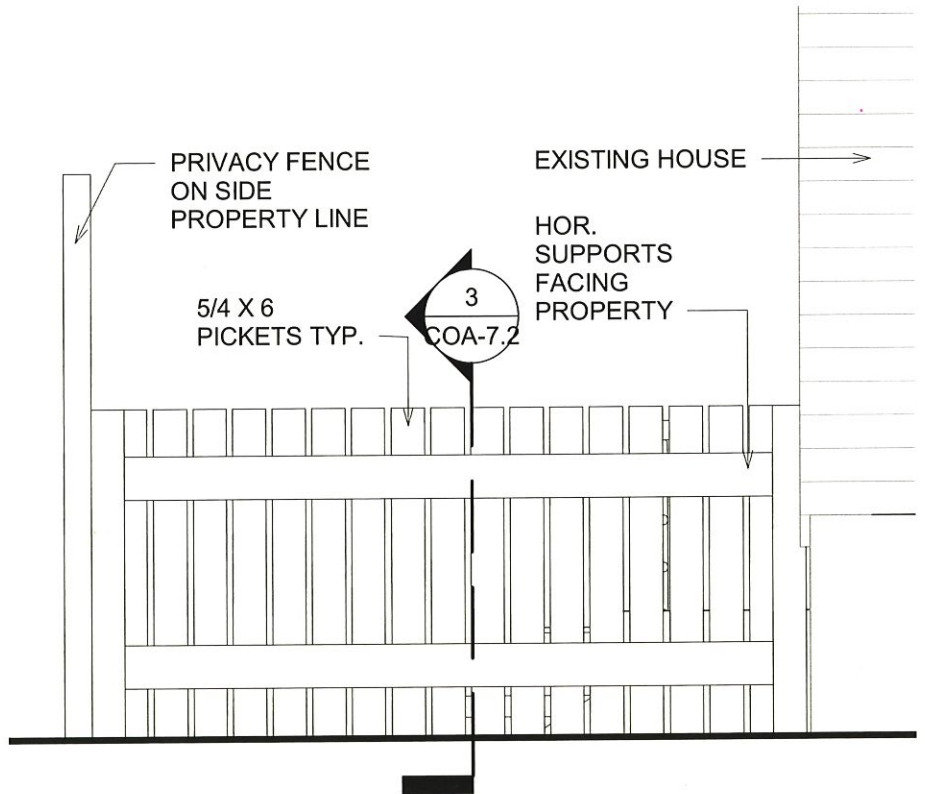 PRIVACY FENCE
ON SIDE
PROPERTY LINE
EXISTING HOUSE
HOR.
SUPPORTS
FACING
PROPERTY
5/4 X 6
PICKETS TYP.
3
COA-7.2